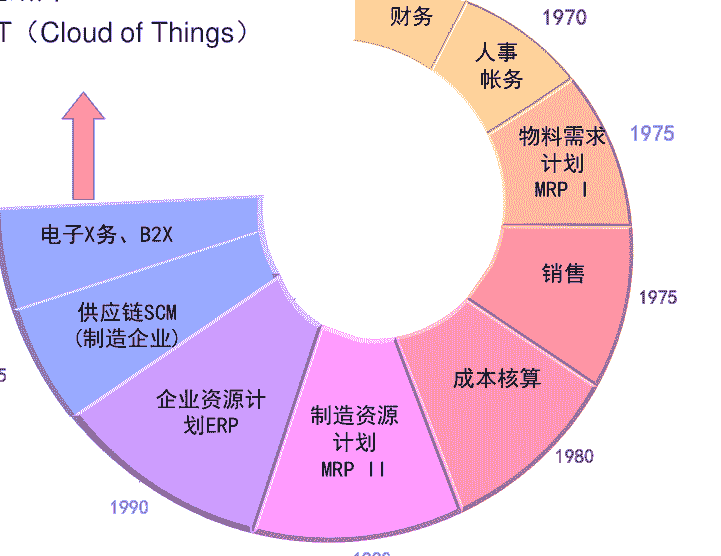 T（Cloud of Things）
财务
1970
人事
帐务
物料需求
计划
MRP I
1975
销售
1975
成本核算
1980
制造资源
计划
MRP II
企业资源计
划ERP
1990
供应链SCM
(制造企业)
电子X务、B2X
5